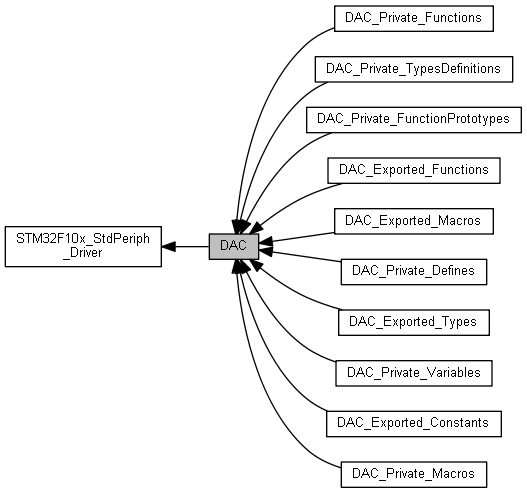 DAC_Private_Functions
DAC_Private_TypesDefinitions
DAC_Private_FunctionPrototypes
DAC_Exported_Functions
DAC_Exported_Macros
STM32F10x_StdPeriph
_Driver
DAC
DAC_Private_Defines
DAC_Exported_Types
DAC_Private_Variables
DAC_Exported_Constants
DAC_Private_Macros